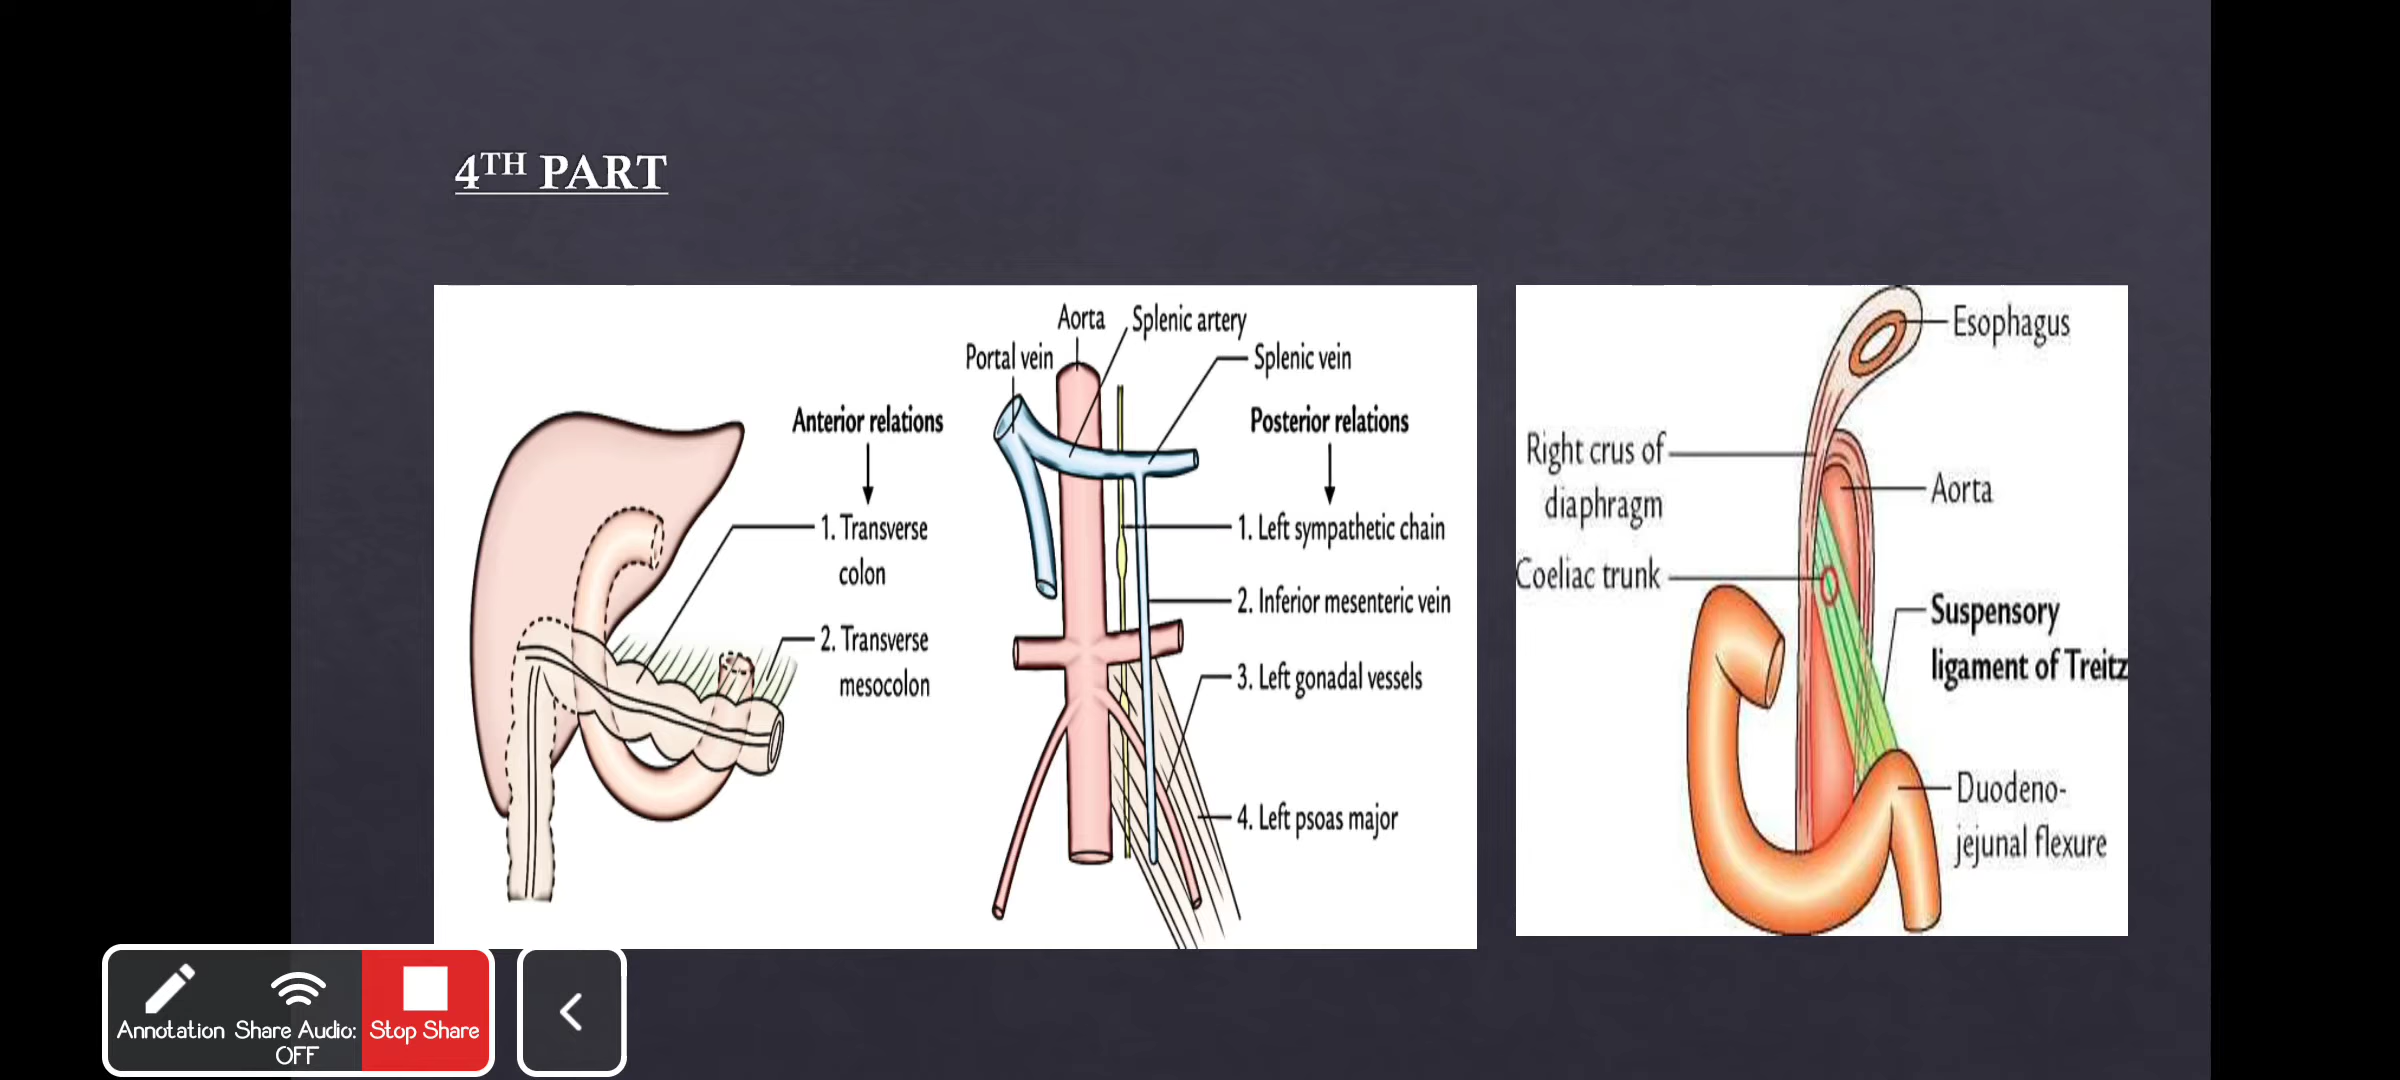 4TH PART
Aorta
Splenic artery
Portal vein
Splenic vein
Anterior relations
Posterior relations
1. Transverse
colon
2. Transverse
mesocolon
1. Left sympathetic chain
2. Inferior mesenteric vein
3. Left gonadal vessels
4. Left psoas major
Esophagus
Right crus of
diaphragm
Aorta
Coeliac trunk
Suspensory
ligament of Treitz
Duodeno-
jejunal flexure
Annotation
Share Audio:
OFF
Stop Share